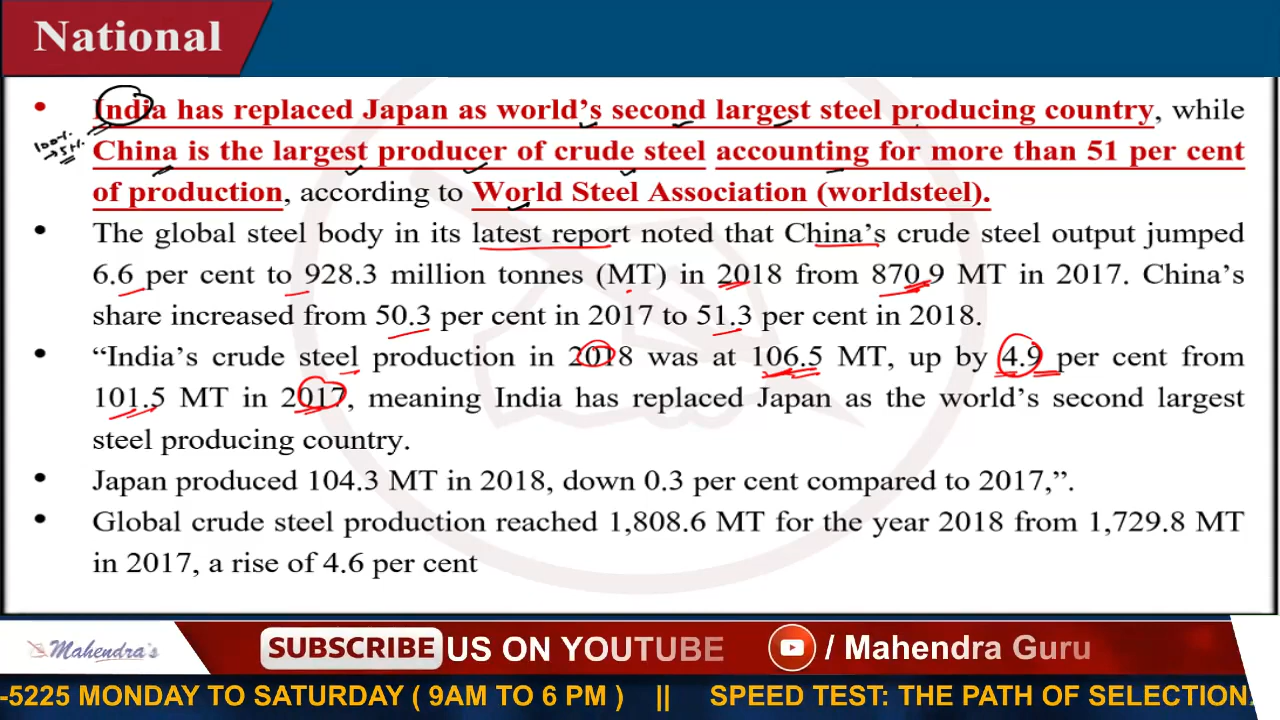 National
• India has replaced Japan as world's second largest steel producing country, while
100%
→51%
China is the largest producer of crude steel accounting for more than 51 per cent
of production, according to World Steel Association (worldsteel).
• The global steel body in its latest report noted that China's crude steel output jumped
6.6 per cent to 928.3 million tonnes (MT) in 2018 from 870.9 MT in 2017. China's
share increased from 50.3 per cent in 2017 to 51.3 per cent in 2018.
• “India's crude steel production in 2018 was at 106.5 MT, up by 4.9 per cent from
101.5 MT in 2017, meaning India has replaced Japan as the world's second largest
steel producing country.
• Japan produced 104.3 MT in 2018, down 0.3 per cent compared to 2017,”.
• Global crude steel production reached 1,808.6 MT for the year 2018 from 1,729.8 MT
in 2017, a rise of 4.6 per cent
Mahendra's
SUBSCRIBE US ON YOUTUBE / Mahendra Guru
-5225 MONDAY TO SATURDAY ( 9AM TO 6 PM ) || SPEED TEST: THE PATH OF SELECTION.